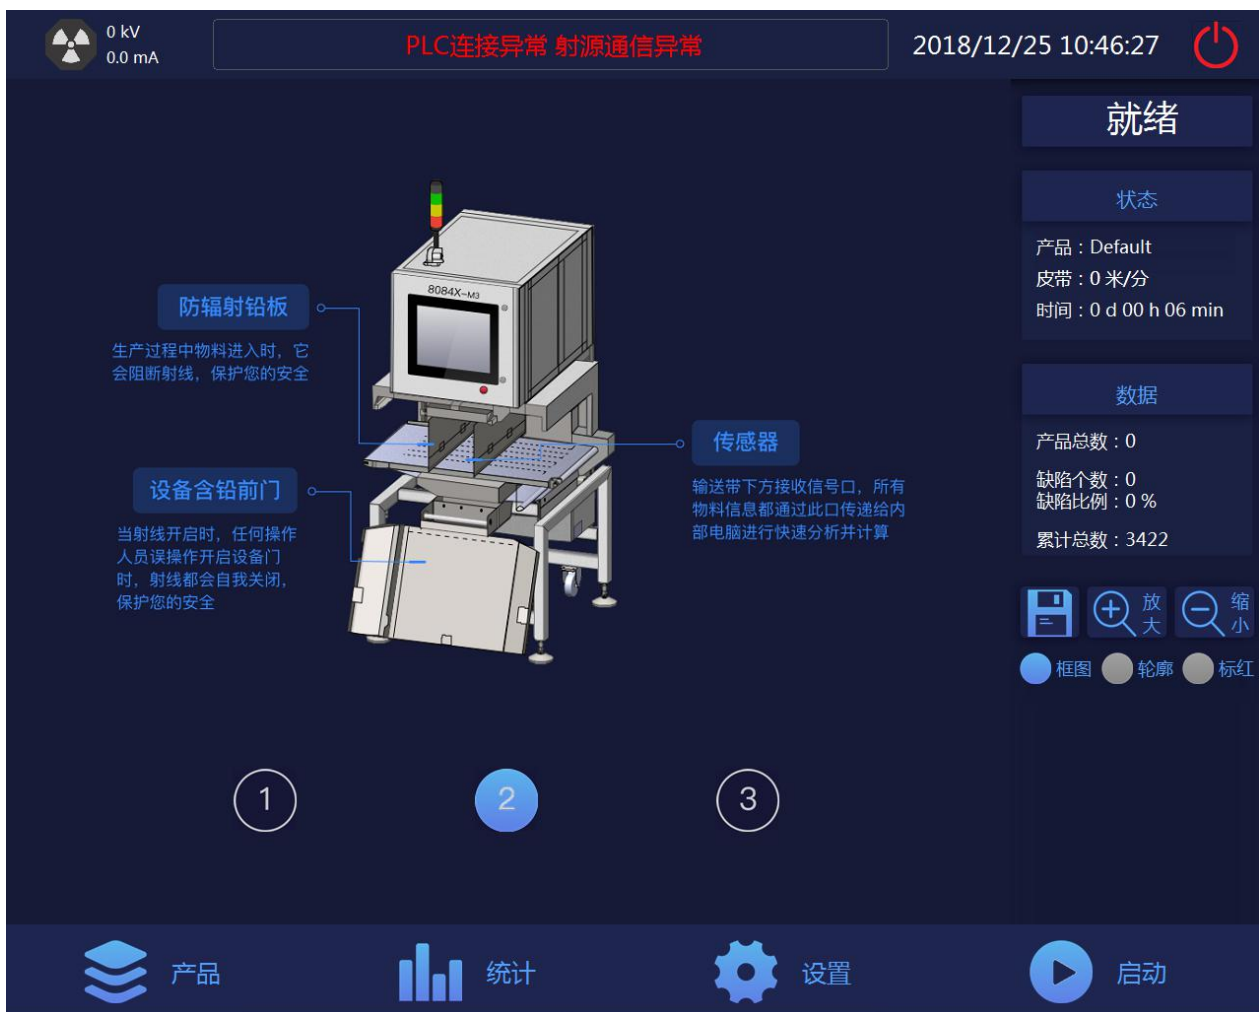 0 kV
0.0 mA
PLC连接异常 射源通信异常
2018/12/25 10:46:27
就绪
状态
产品：Default
皮带：0 米/分
时间：0 d 00 h 06 min
数据
产品总数：0
缺陷个数：0
缺陷比例：0 %
累计总数：3422
放大
缩小
框图
轮廓
标红
8084X-M3
防辐射铅板
生产过程中物料进入时，它
会阻断射线，保护您的安全
传感器
输送带下方接收信号口，所有
物料信息都通过此口传递给内
部电脑进行快速分析并计算
设备含铅前门
当射线开启时，任何操作
人员误操作开启设备门
时，射线都会自我关闭，
保护您的安全
1
2
3
产品
统计
设置
启动